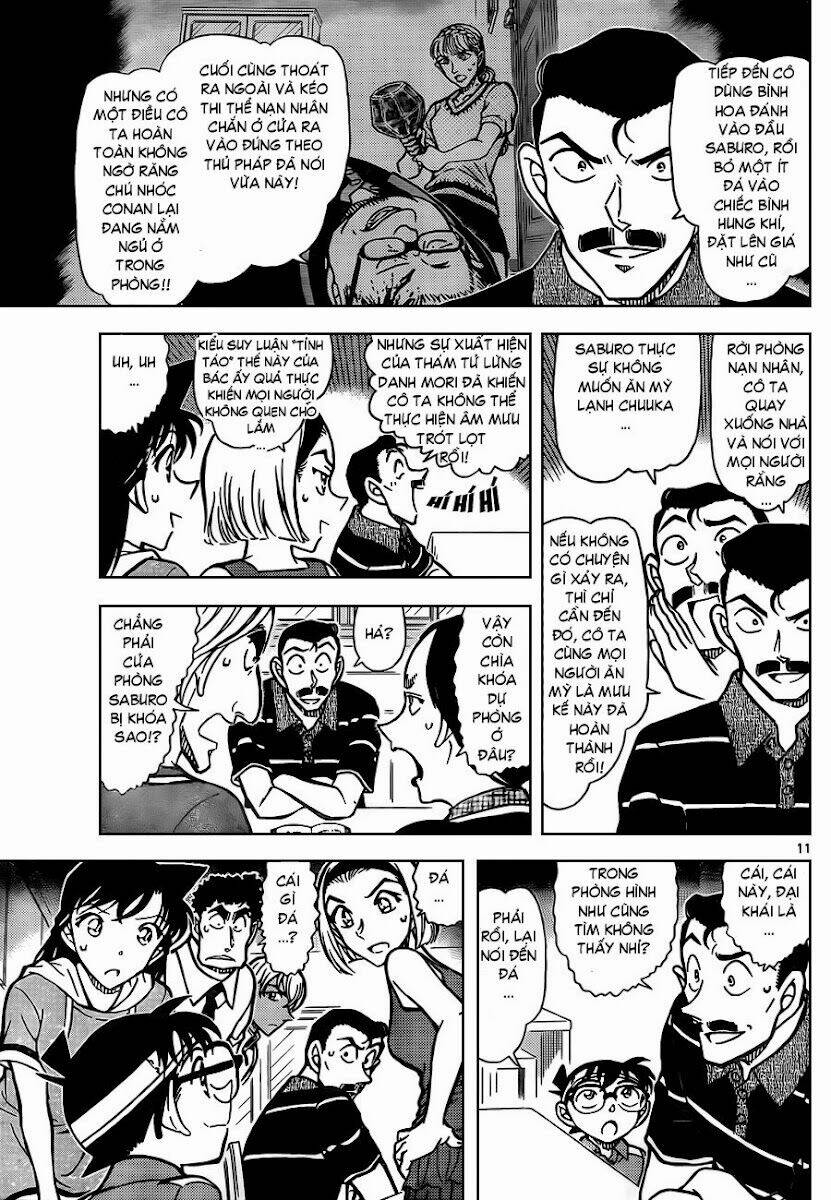 TIẾP ĐẾN CÔ
DÙNG BÌNH
HOA ĐÁNH
VÀO ĐẦU
SABURO, RỒI
BỎ MỘT ÍT
ĐÁ VÀO
CHIẾC BÌNH
HUNG KHÍ,
ĐẶT LÊN GIÁ
NHƯ CŨ
...
CUỐI CÙNG THOÁT
RA NGOÀI VÀ KÉO
THI THỂ NẠN NHÂN
CHẮN Ở CỬA RA
VÀO ĐÚNG THEO
THỦ PHÁP ĐÃ NÓI
VỪA NÃY!
NHƯNG CÓ
MỘT ĐIỀU CÔ
TA HOÀN
TOÀN KHÔNG
NGỜ RẰNG
CHÚ NHÓC
CONAN LẠI
ĐANG NẰM
NGỦ Ở
TRONG
PHÒNG!!
RỜI PHÒNG
NẠN NHÂN,
CÔ TA
QUAY
XUỐNG NHÀ
VÀ NÓI VỚI
MỌI NGƯỜI
RẰNG
...
SABURO THỰC
SỰ KHÔNG
MUỐN ĂN MỲ
LẠNH CHUUKA
...
NẾU KHÔNG
CÓ CHUYỆN
GÌ XẢY RA,
THÌ CHỈ
CẦN ĐẾN
ĐÓ, CÔ TA
CÙNG MỌI
NGƯỜI ĂN
MỲ LÀ MƯU
KẾ NÀY ĐÃ
HOÀN
THÀNH
RỒI!
NHƯNG SỰ XUẤT HIỆN
CỦA THÁM TỬ LỪNG
DANH MORI ĐÃ KHIẾN
CÔ TA KHÔNG THỂ
THỰC HIỆN ÂM MƯU
TRÓT LỌT
RỒI!
HÍ HÍ HÍ
KIỂU SUY LUẬN "TỈNH
TÁO" THẾ NÀY CỦA
BÁC ẤY QUẢ THỰC
KHIẾN MỌI NGƯỜI
KHÔNG QUEN CHO
LẮM
UH, UH
...
VẬY
CÒN
CHÌA
KHÓA
DỰ
PHÒNG
Ở
ĐÂU?
HẢ?
CHẲNG
PHẢI
CỬA
PHÒNG
SABURO
BỊ KHÓA
SAO!?
11
CÁI, CÁI
NÀY, ĐẠI
KHÁI LÀ
...
TRONG
PHÒNG HÌNH
NHƯ CŨNG
TÌM KHÔNG
THẤY NHỈ?
PHẢI
RỒI, LẠI
NÓI ĐẾN
ĐÁ
...
ĐÁ
...
CÁI
GÌ
ĐÁ
...?